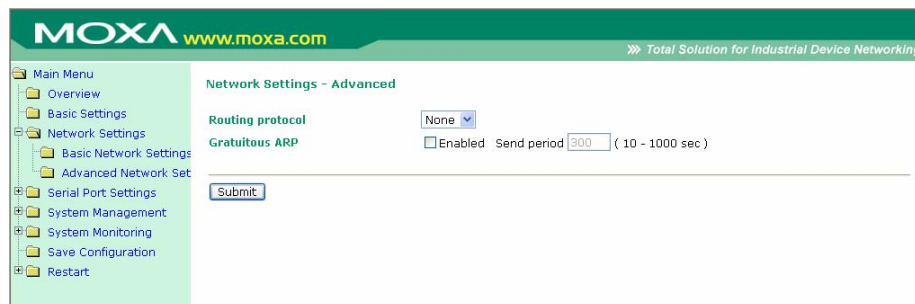 MOXA www.moxa.com
Total Solution for Industrial Device Networkin
Main Menu
Overview
Basic Settings
Network Settings
Basic Network Settings
Advanced Network Set
Serial Port Settings
System Management
System Monitoring
Save Configuration
Restart
Network Settings - Advanced
Routing protocol None
Gratuitous ARP Enabled Send period 300 ( 10 - 1000 sec )
Submit